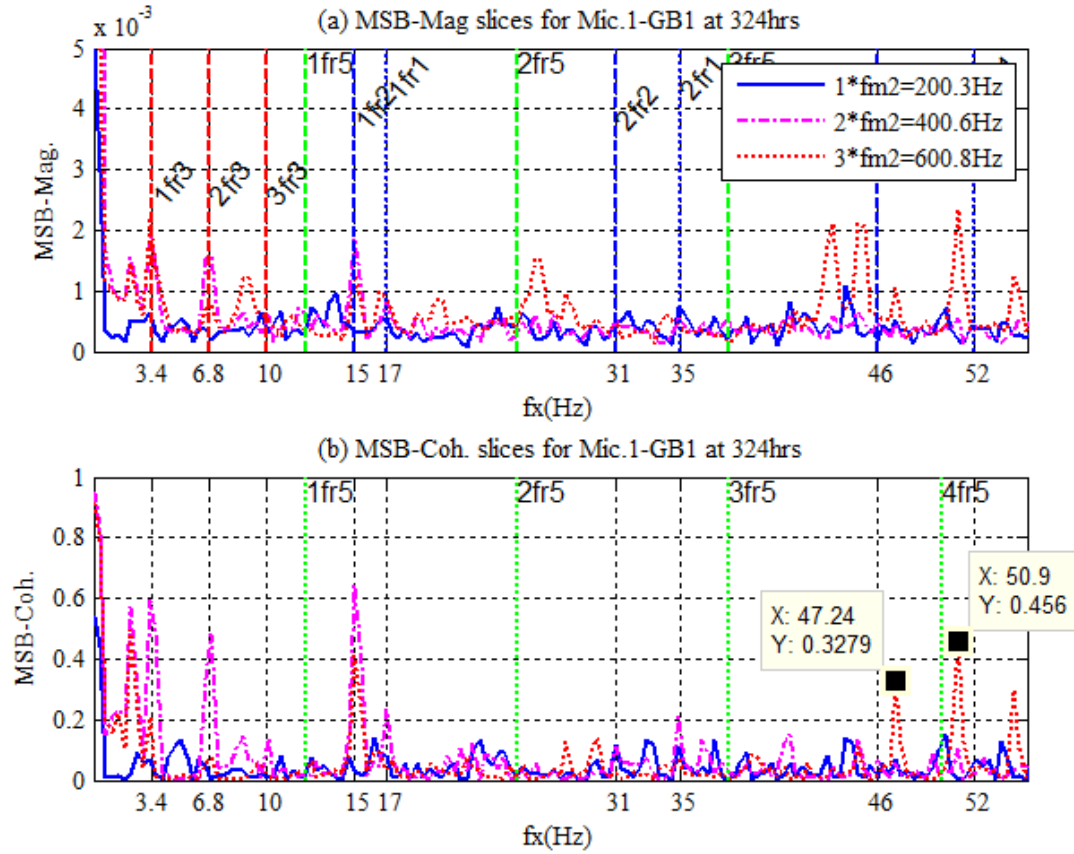 (a) MSB-Mag slices for Mic.1-GB1 at 324hrs
x 10^-3
5
4
3
2
1
0
MSB-Mag.
1fr5
2fr5
3fr5
1fr3
2fr3
3fr3
1fr2
1fr1
2fr2
2fr1
1*fm2=200.3Hz
2*fm2=400.6Hz
3*fm2=600.8Hz
3.4 6.8 10 15 17 31 35 46 52
fx(Hz)
(b) MSB-Coh. slices for Mic.1-GB1 at 324hrs
1
0.8
0.6
0.4
0.2
0
MSB-Coh.
1fr5
2fr5
3fr5
4fr5
X: 47.24
Y: 0.3279
X: 50.9
Y: 0.456
3.4 6.8 10 15 17 31 35 46 52
fx(Hz)